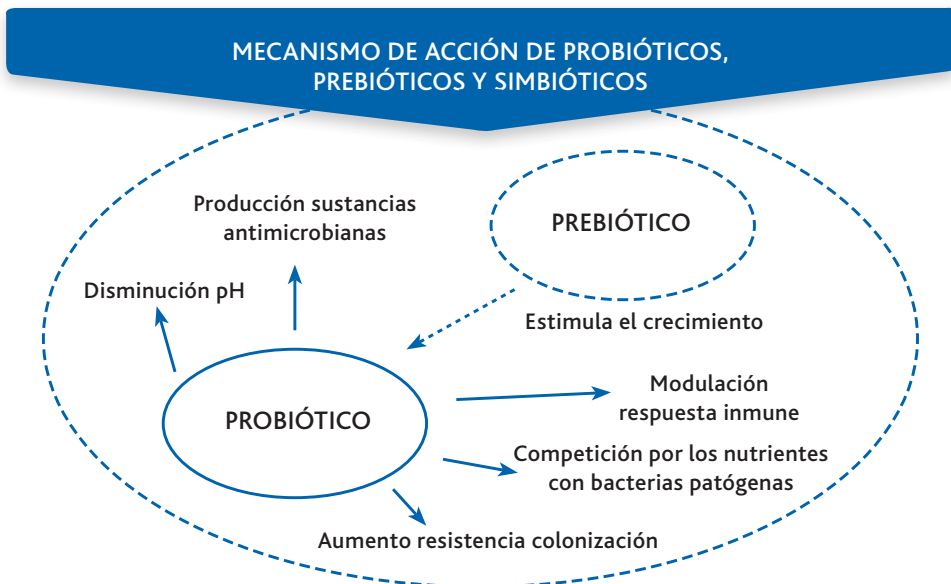 MECANISMO DE ACCIÓN DE PROBIÓTICOS,
PREBIÓTICOS Y SIMBIÓTICOS
Producción sustancias
antimicrobianas
PREBIÓTICO
Disminución pH
Estimula el crecimiento
Modulación
respuesta inmune
PROBIÓTICO
Competición por los nutrientes
con bacterias patógenas
Aumento resistencia colonización